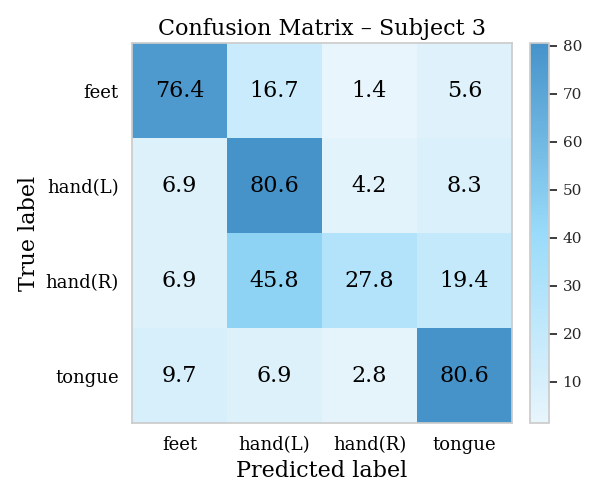 Confusion Matrix – Subject 3
feet 76.4 16.7 1.4 5.6
hand(L) 6.9 80.6 4.2 8.3
hand(R) 6.9 45.8 27.8 19.4
tongue 9.7 6.9 2.8 80.6
feet hand(L) hand(R) tongue
Predicted label
True label
80
70
60
50
40
30
20
10